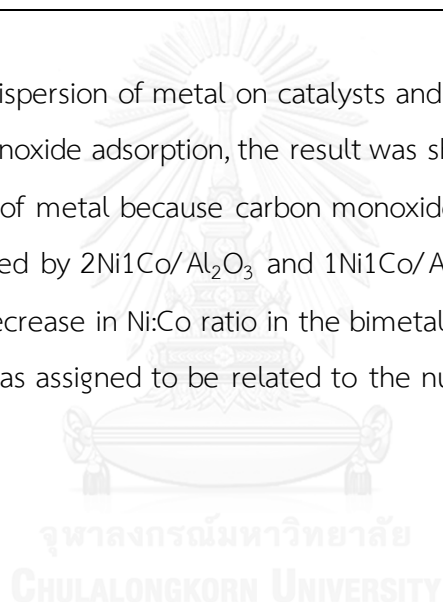 ispersion of metal on catalysts and
noxide adsorption, the result was sh
of metal because carbon monoxide
ed by 2Ni1Co/Al₂O₃ and 1Ni1Co/A
ecrease in Ni:Co ratio in the bimetal
as assigned to be related to the nu
จุฬาลงกรณ์มหาวิทยาลัย
CHULALONGKORN UNIVERSITY